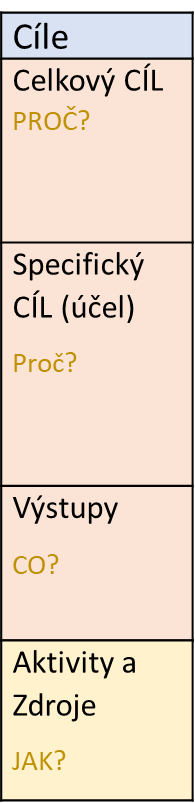 Cíle
Celkový CÍL
PROČ?
Specifický
CÍL (účel)
Proč?
Výstupy
CO?
Aktivity a
Zdroje
JAK?